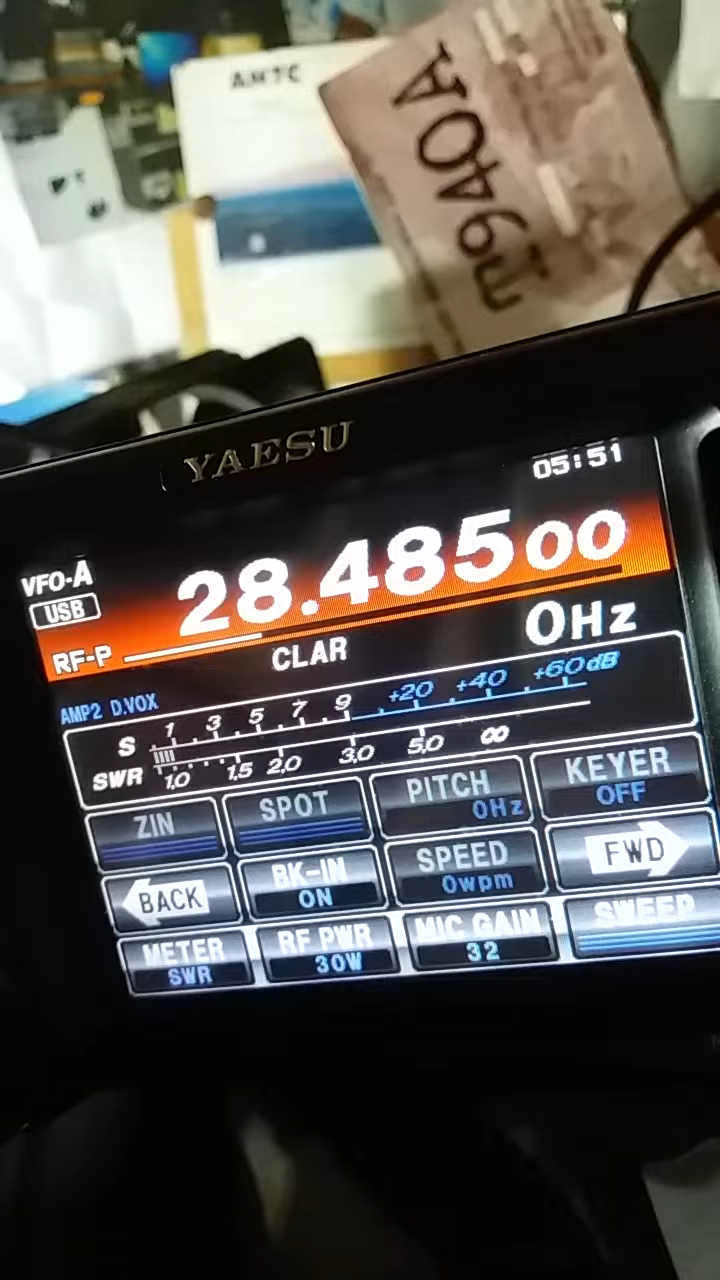 YAESU
05:51
VFO-A
28.485 00
USB
RF-P
CLAR
0Hz
AMP2 D.VOX
S 1 3 5 7 9 +20 +40 +60dB
SWR 1.0 1.5 2.0 3.0 5.0 ∞
ZIN SPOT PITCH 0Hz KEYER OFF
BACK BK-IN ON SPEED 0wpm FWD
METER SWR RF PWR 30W MIC GAIN 32 SWEEP